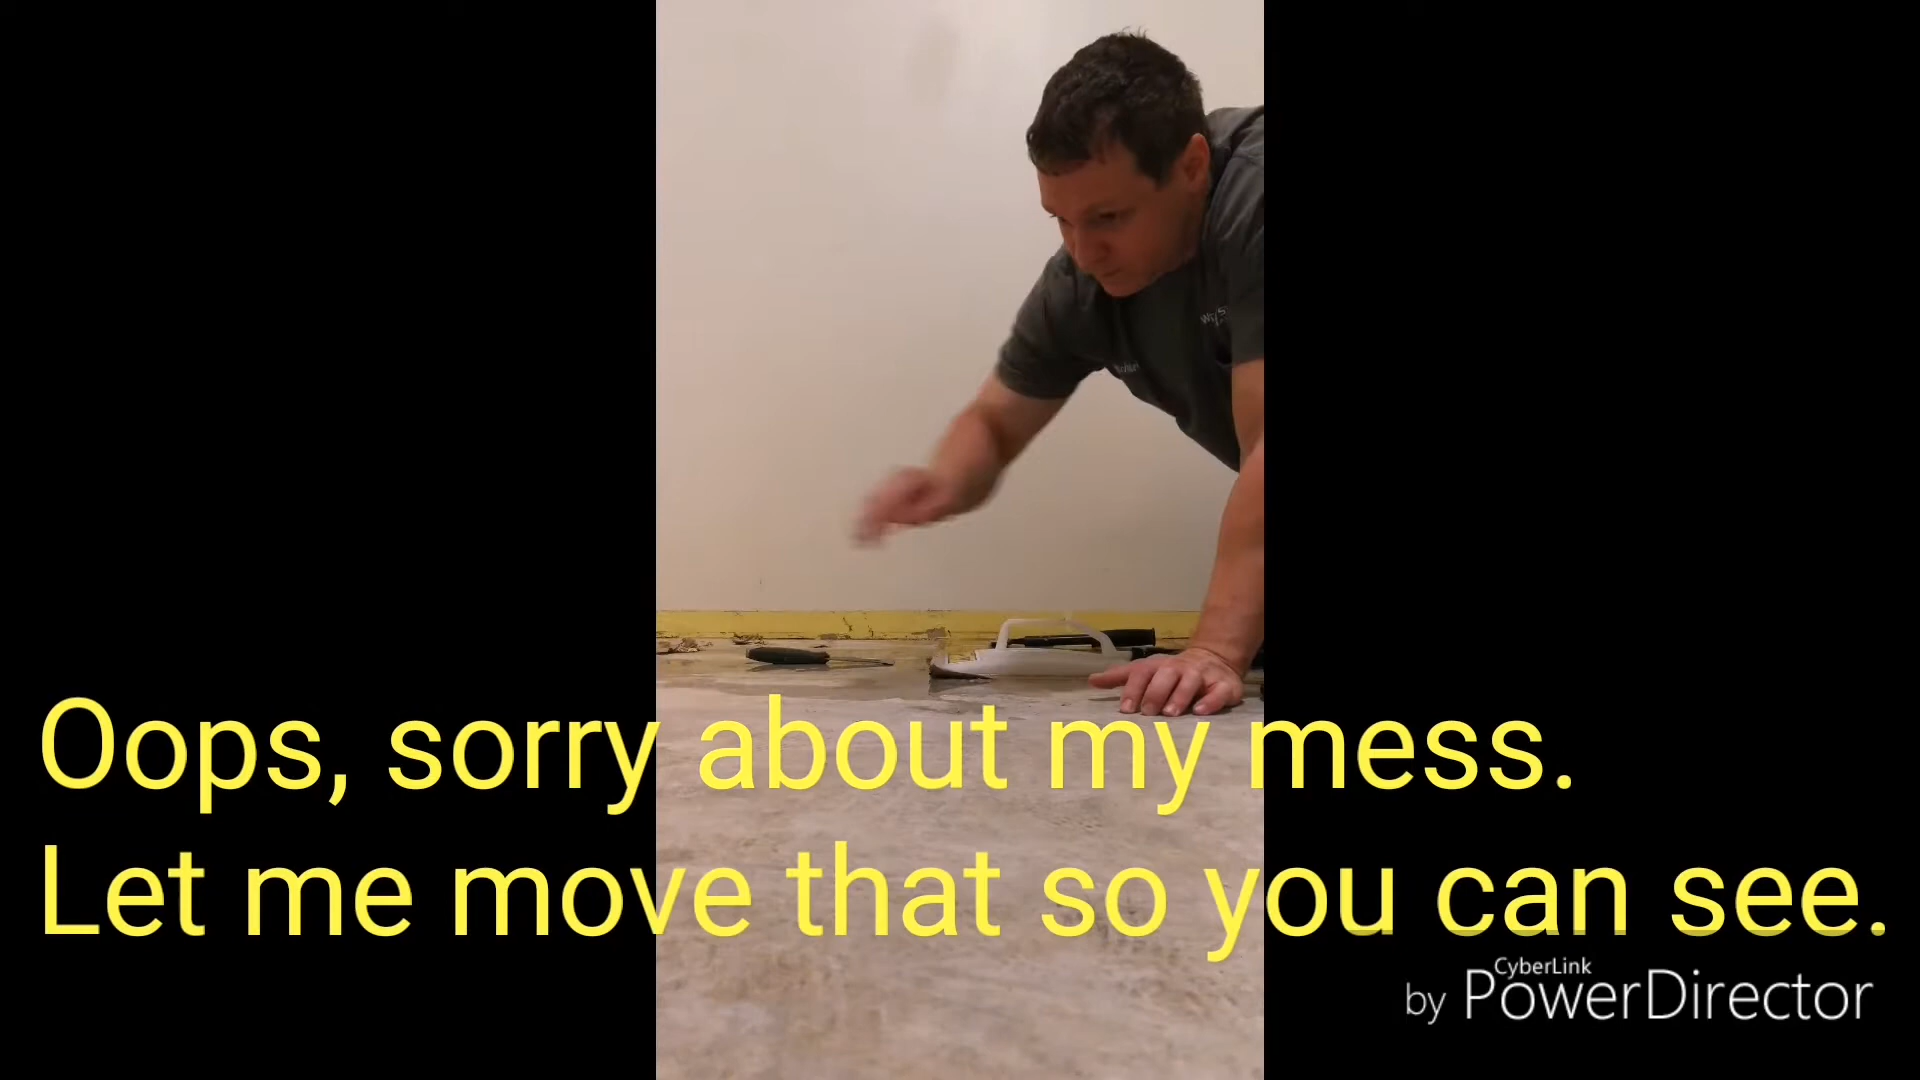 Oops, sorry about my mess.
Let me move that so you can see.
CyberLink
by PowerDirector